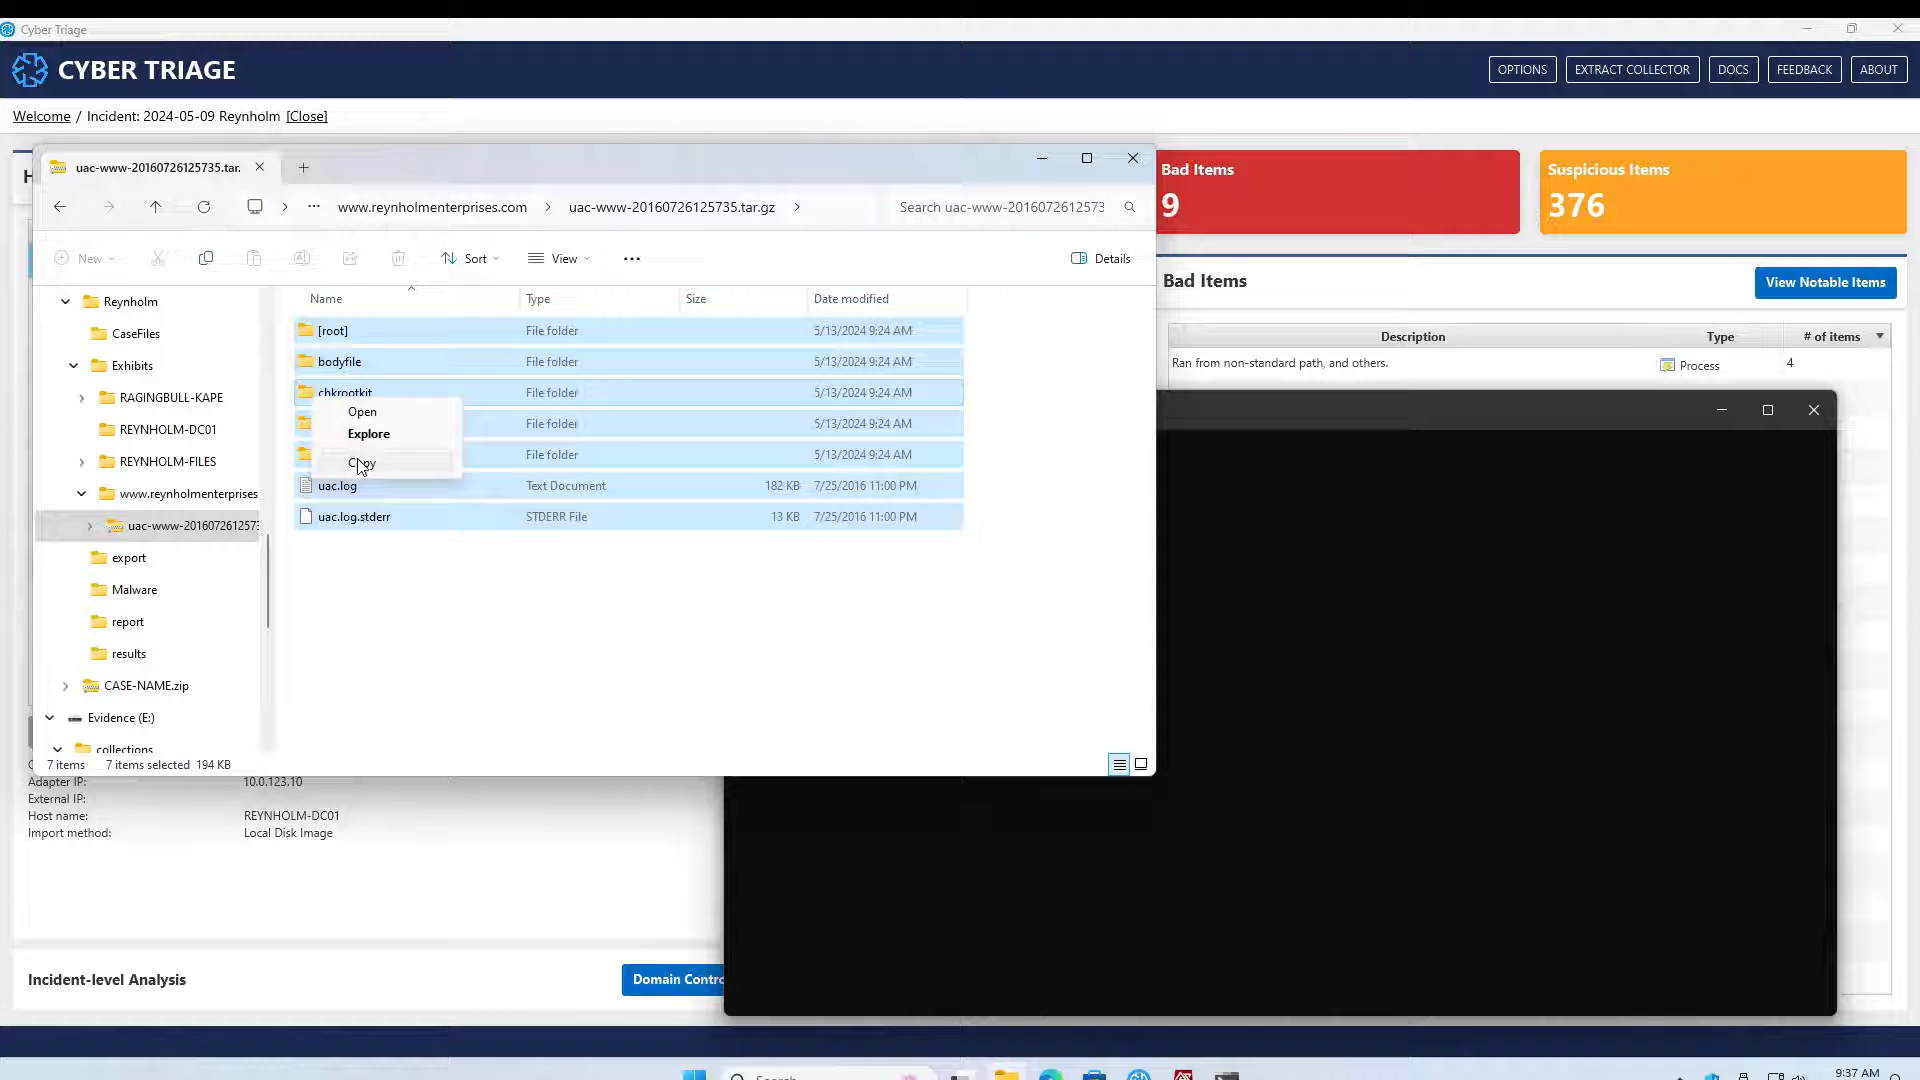 Cyber Triage
CYBER TRIAGE
OPTIONS
EXTRACT COLLECTOR
DOCS
FEEDBACK
ABOUT
Welcome / Incident: 2024-05-09 Reynholm [Close]
uac-www-20160726125735.tar.
www.reynholmenterprises.com
uac-www-20160726125735.tar.gz
Search uac-www-2016072612573
New
Sort
View
Details
Bad Items
9
Suspicious Items
376
Bad Items
View Notable Items
Description Type # of items
Ran from non-standard path, and others. Process 4
Reynholm
CaseFiles
Exhibits
RAGINGBULL-KAPE
REYNHOLM-DC01
REYNHOLM-FILES
www.reynholmenterprises
uac-www-2016072612573
export
Malware
report
results
CASE-NAME.zip
Evidence (E:)
collections
Name Type Size Date modified
[root] File folder 5/13/2024 9:24 AM
bodyfile File folder 5/13/2024 9:24 AM
chkrootkit File folder 5/13/2024 9:24 AM
File folder 5/13/2024 9:24 AM
File folder 5/13/2024 9:24 AM
uac.log Text Document 182 KB 7/25/2016 11:00 PM
uac.log.stderr STDERR File 13 KB 7/25/2016 11:00 PM
Open
Explore
Copy
7 items 7 items selected 194 KB
Adapter IP: 10.0.123.10
External IP:
Host name: REYNHOLM-DC01
Import method: Local Disk Image
Incident-level Analysis
Domain Contro
Search
9:37 AM